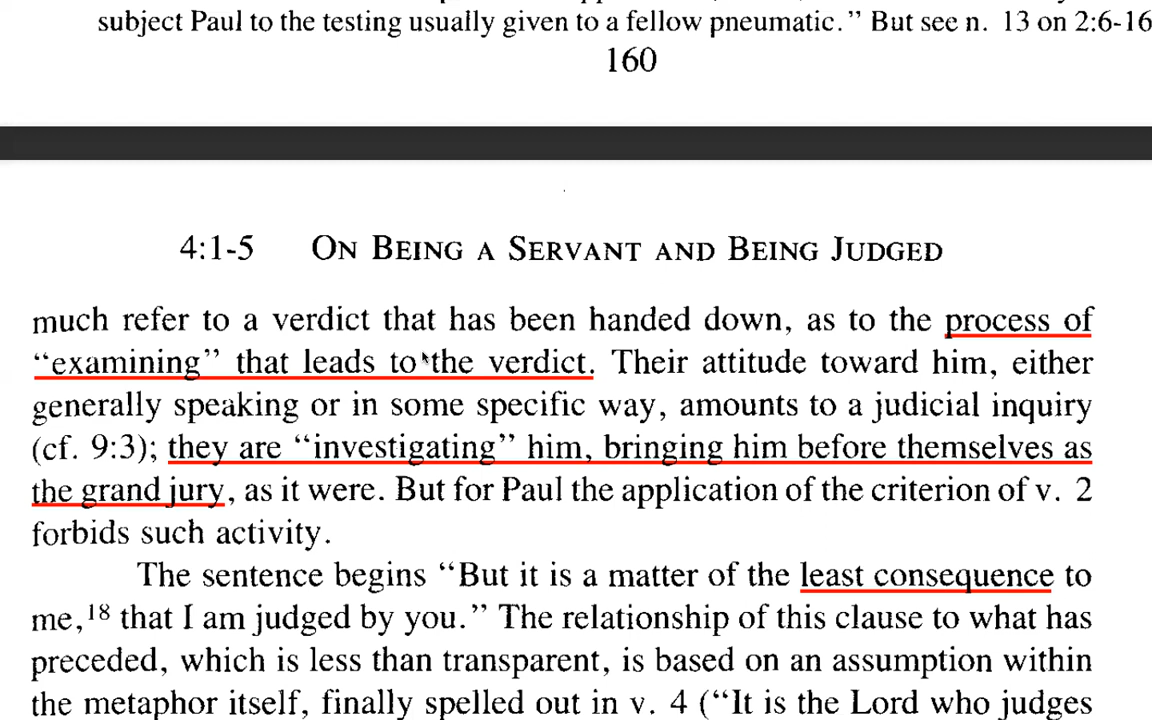 subject Paul to the testing usually given to a fellow pneumatic.” But see n. 13 on 2:6-16
160
4:1-5 ON BEING A SERVANT AND BEING JUDGED
much refer to a verdict that has been handed down, as to the process of
“examining” that leads to the verdict. Their attitude toward him, either
generally speaking or in some specific way, amounts to a judicial inquiry
(cf. 9:3); they are “investigating” him, bringing him before themselves as
the grand jury, as it were. But for Paul the application of the criterion of v. 2
forbids such activity.
The sentence begins “But it is a matter of the least consequence to
me,¹⁸ that I am judged by you.” The relationship of this clause to what has
preceded, which is less than transparent, is based on an assumption within
the metaphor itself, finally spelled out in v. 4 (“It is the Lord who judges